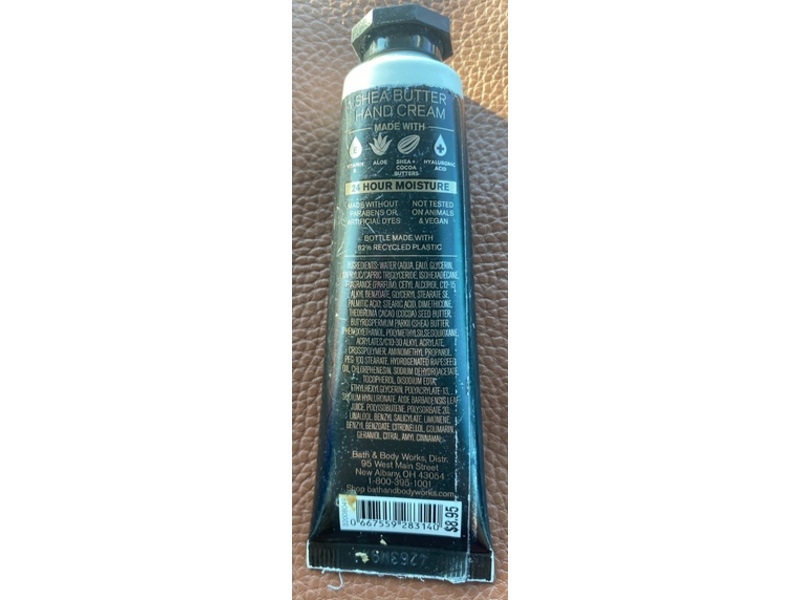 SHEA BUTTER
HAND CREAM
MADE WITH
E
VITAMIN E
ALOE
SHEA +
COCOA
BUTTERS
HYALURONIC
ACID
24 HOUR MOISTURE
MADE WITHOUT
PARABENS OR
ARTIFICIAL DYES
NOT TESTED
ON ANIMALS
& VEGAN
BOTTLE MADE WITH
82% RECYCLED PLASTIC
INGREDIENTS: WATER (AQUA, EAU), GLYCERIN,
CAPRYLIC/CAPRIC TRIGLYCERIDE, ISOHEXADECANE,
FRAGRANCE (PARFUM), CETYL ALCOHOL, C12-15
ALKYL BENZOATE, GLYCERYL STEARATE SE,
PALMITIC ACID, STEARIC ACID, DIMETHICONE,
THEOBROMA CACAO (COCOA) SEED BUTTER,
BUTYROSPERMUM PARKII (SHEA) BUTTER,
PHENOXYETHANOL, POLYMETHYLSILSESQUIOXANE,
ACRYLATES/C10-30 ALKYL ACRYLATE,
CROSSPOLYMER, AMINOMETHYL PROPANOL,
PEG-100 STEARATE, HYDROGENATED RAPESEED
OIL, CHLORPHENESIN, SODIUM DEHYDROACETATE,
TOCOPHEROL, DISODIUM EDTA,
ETHYLHEXYLGLYCERIN, POLYACRYLATE-13,
SODIUM HYALURONATE, ALOE BARBADENSIS LEAF
JUICE, POLYISOBUTENE, POLYSORBATE 20,
LINALOOL, BENZYL SALICYLATE, LIMONENE,
BENZYL BENZOATE, CITRONELLOL, COUMARIN,
GERANIOL, CITRAL, AMYL CINNAMAL
Bath & Body Works, Distr.
95 West Main Street
New Albany, OH 43054
1-800-395-1001
Shop bathandbodyworks.com
0 667559 283140
$8.95